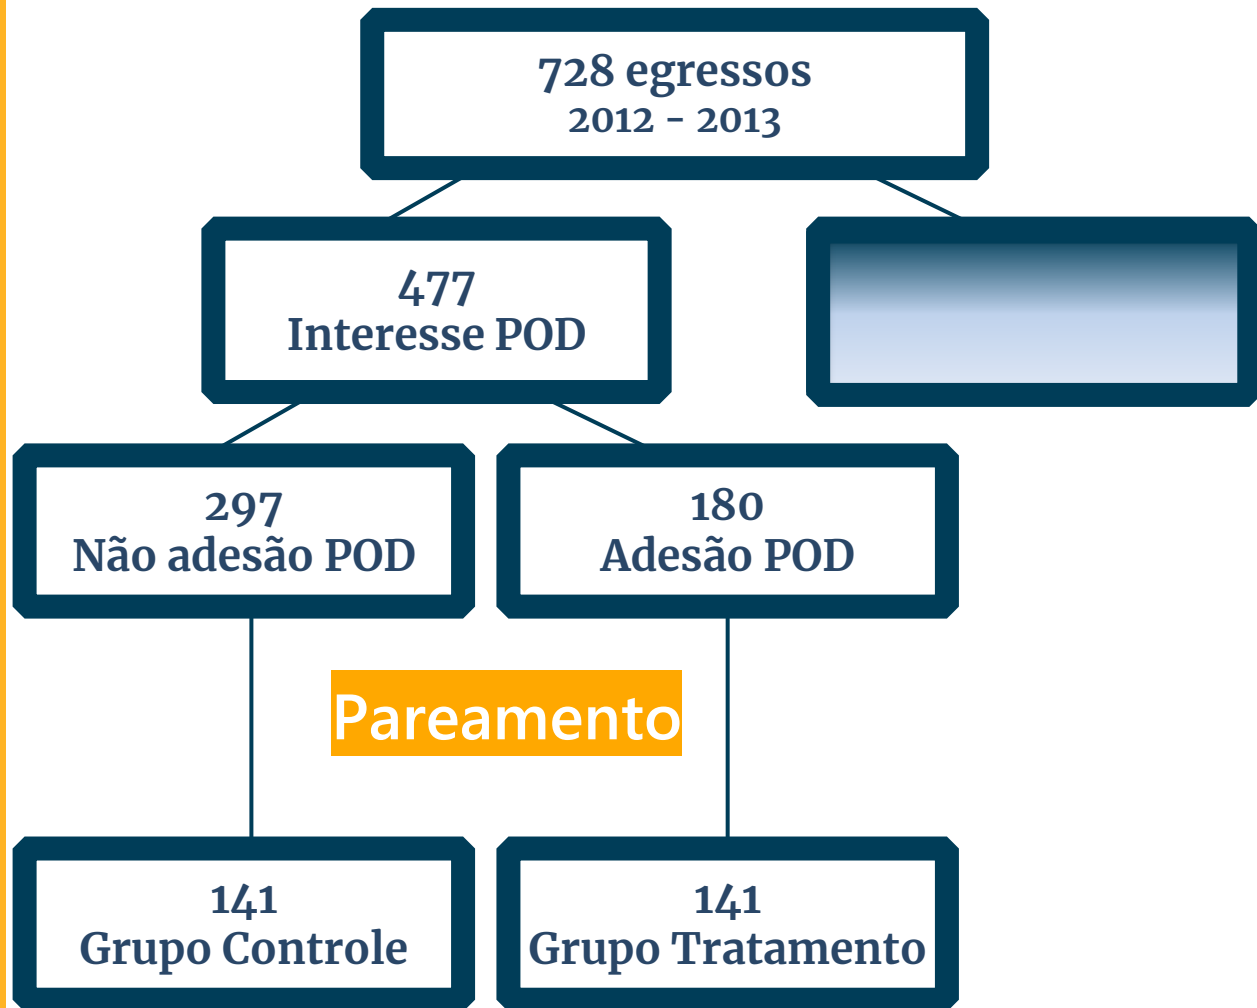 728 egressos
2012 - 2013
477
Interesse POD
297
Não adesão POD
180
Adesão POD
Pareamento
141
Grupo Controle
141
Grupo Tratamento